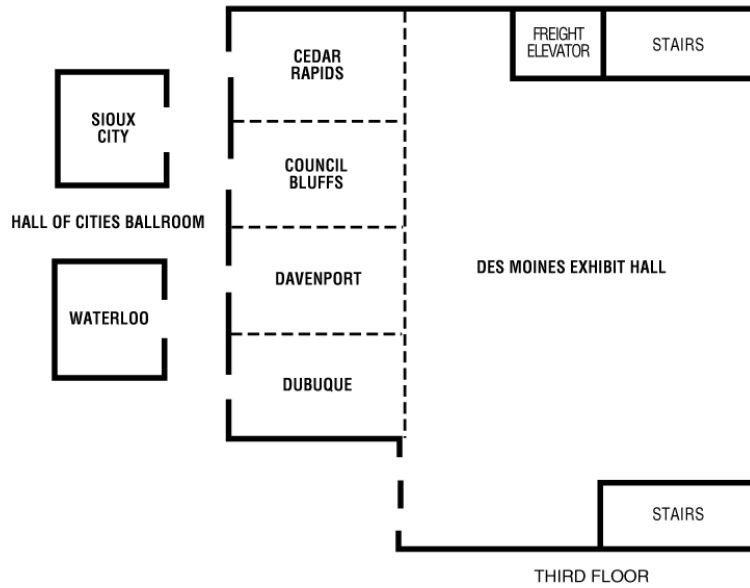 CEDAR
RAPIDS
FREIGHT
ELEVATOR
STAIRS
SIOUX
CITY
COUNCIL
BLUFFS
HALL OF CITIES BALLROOM
DAVENPORT
DES MOINES EXHIBIT HALL
WATERLOO
DUBUQUE
STAIRS
THIRD FLOOR